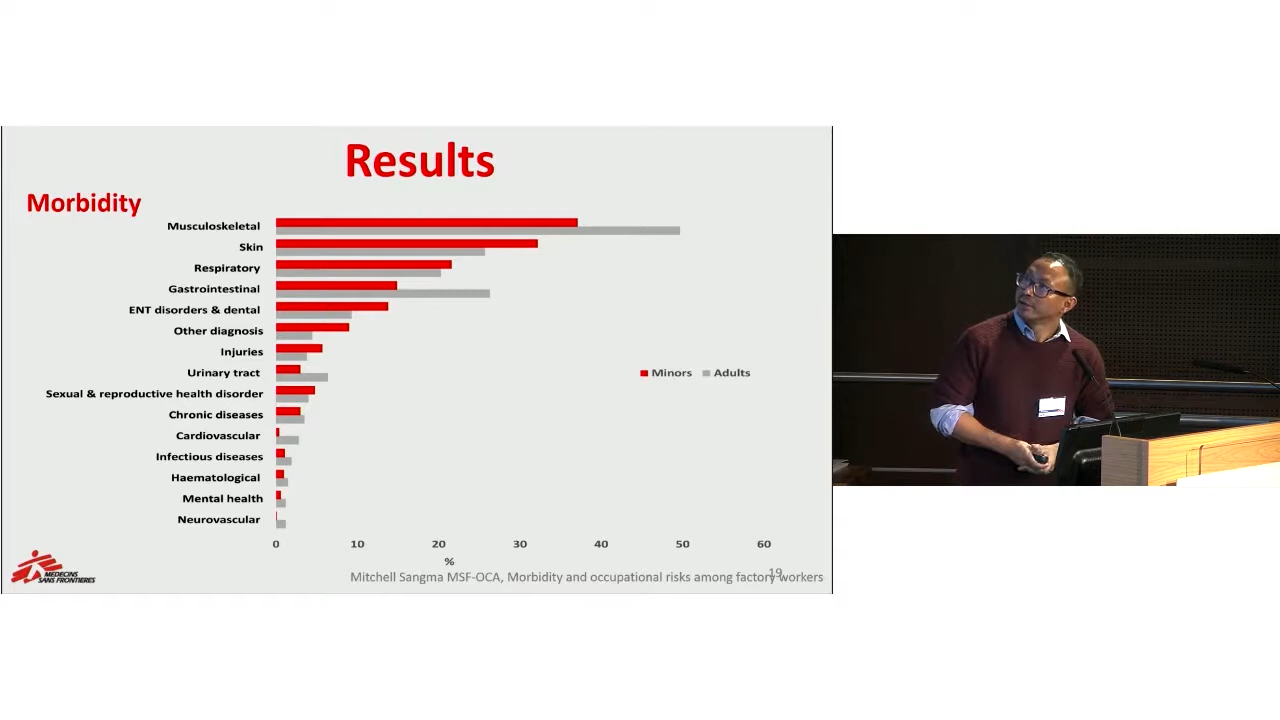 Results
Morbidity
Musculoskeletal
Skin
Respiratory
Gastrointestinal
ENT disorders & dental
Other diagnosis
Injuries
Urinary tract
Sexual & reproductive health disorder
Chronic diseases
Cardiovascular
Infectious diseases
Haematological
Mental health
Neurovascular
Minors Adults
0 10 20 30 40 50 60
%
MEDECINS
SANS FRONTIERES
19
Mitchell Sangma MSF-OCA, Morbidity and occupational risks among factory workers